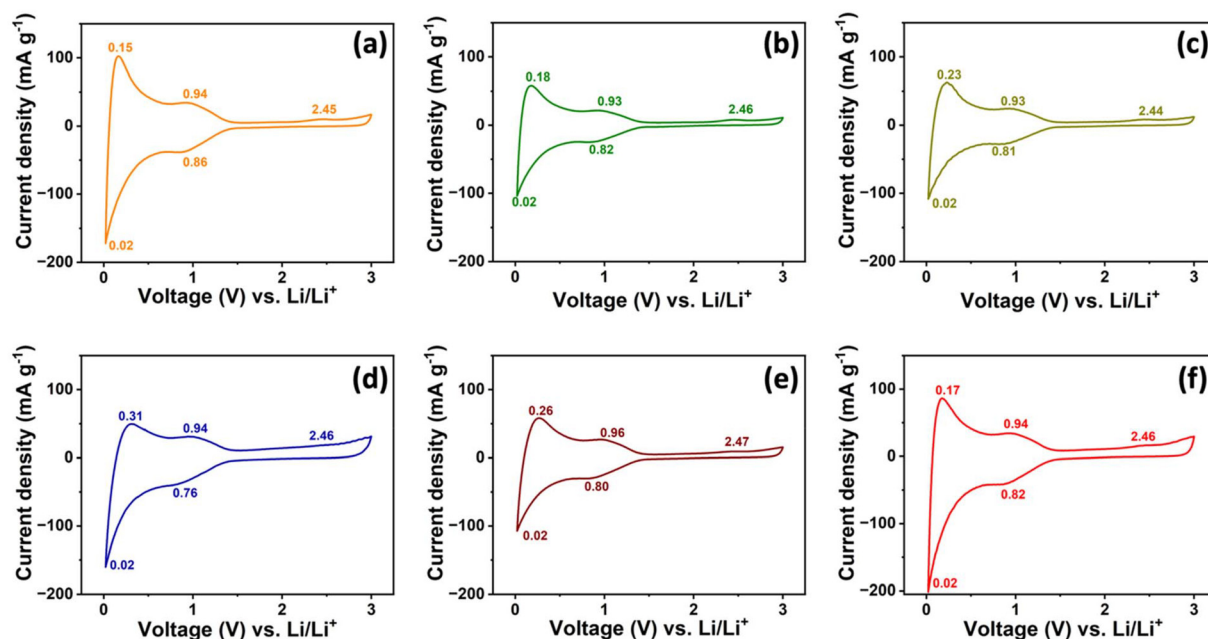 (a)
Current density (mA g⁻¹)
100
0
−100
−200
0.15
0.94
2.45
0.86
0.02
0 1 2 3
Voltage (V) vs. Li/Li⁺
(b)
Current density (mA g⁻¹)
100
0
−100
−200
0.18
0.93
2.46
0.82
0.02
0 1 2 3
Voltage (V) vs. Li/Li⁺
(c)
Current density (mA g⁻¹)
100
0
−100
−200
0.23
0.93
2.44
0.81
0.02
0 1 2 3
Voltage (V) vs. Li/Li⁺
(d)
Current density (mA g⁻¹)
100
0
−100
−200
0.31
0.94
2.46
0.76
0.02
0 1 2 3
Voltage (V) vs. Li/Li⁺
(e)
Current density (mA g⁻¹)
100
0
−100
−200
0.26
0.96
2.47
0.80
0.02
0 1 2 3
Voltage (V) vs. Li/Li⁺
(f)
Current density (mA g⁻¹)
100
0
−100
−200
0.17
0.94
2.46
0.82
0.02
0 1 2 3
Voltage (V) vs. Li/Li⁺